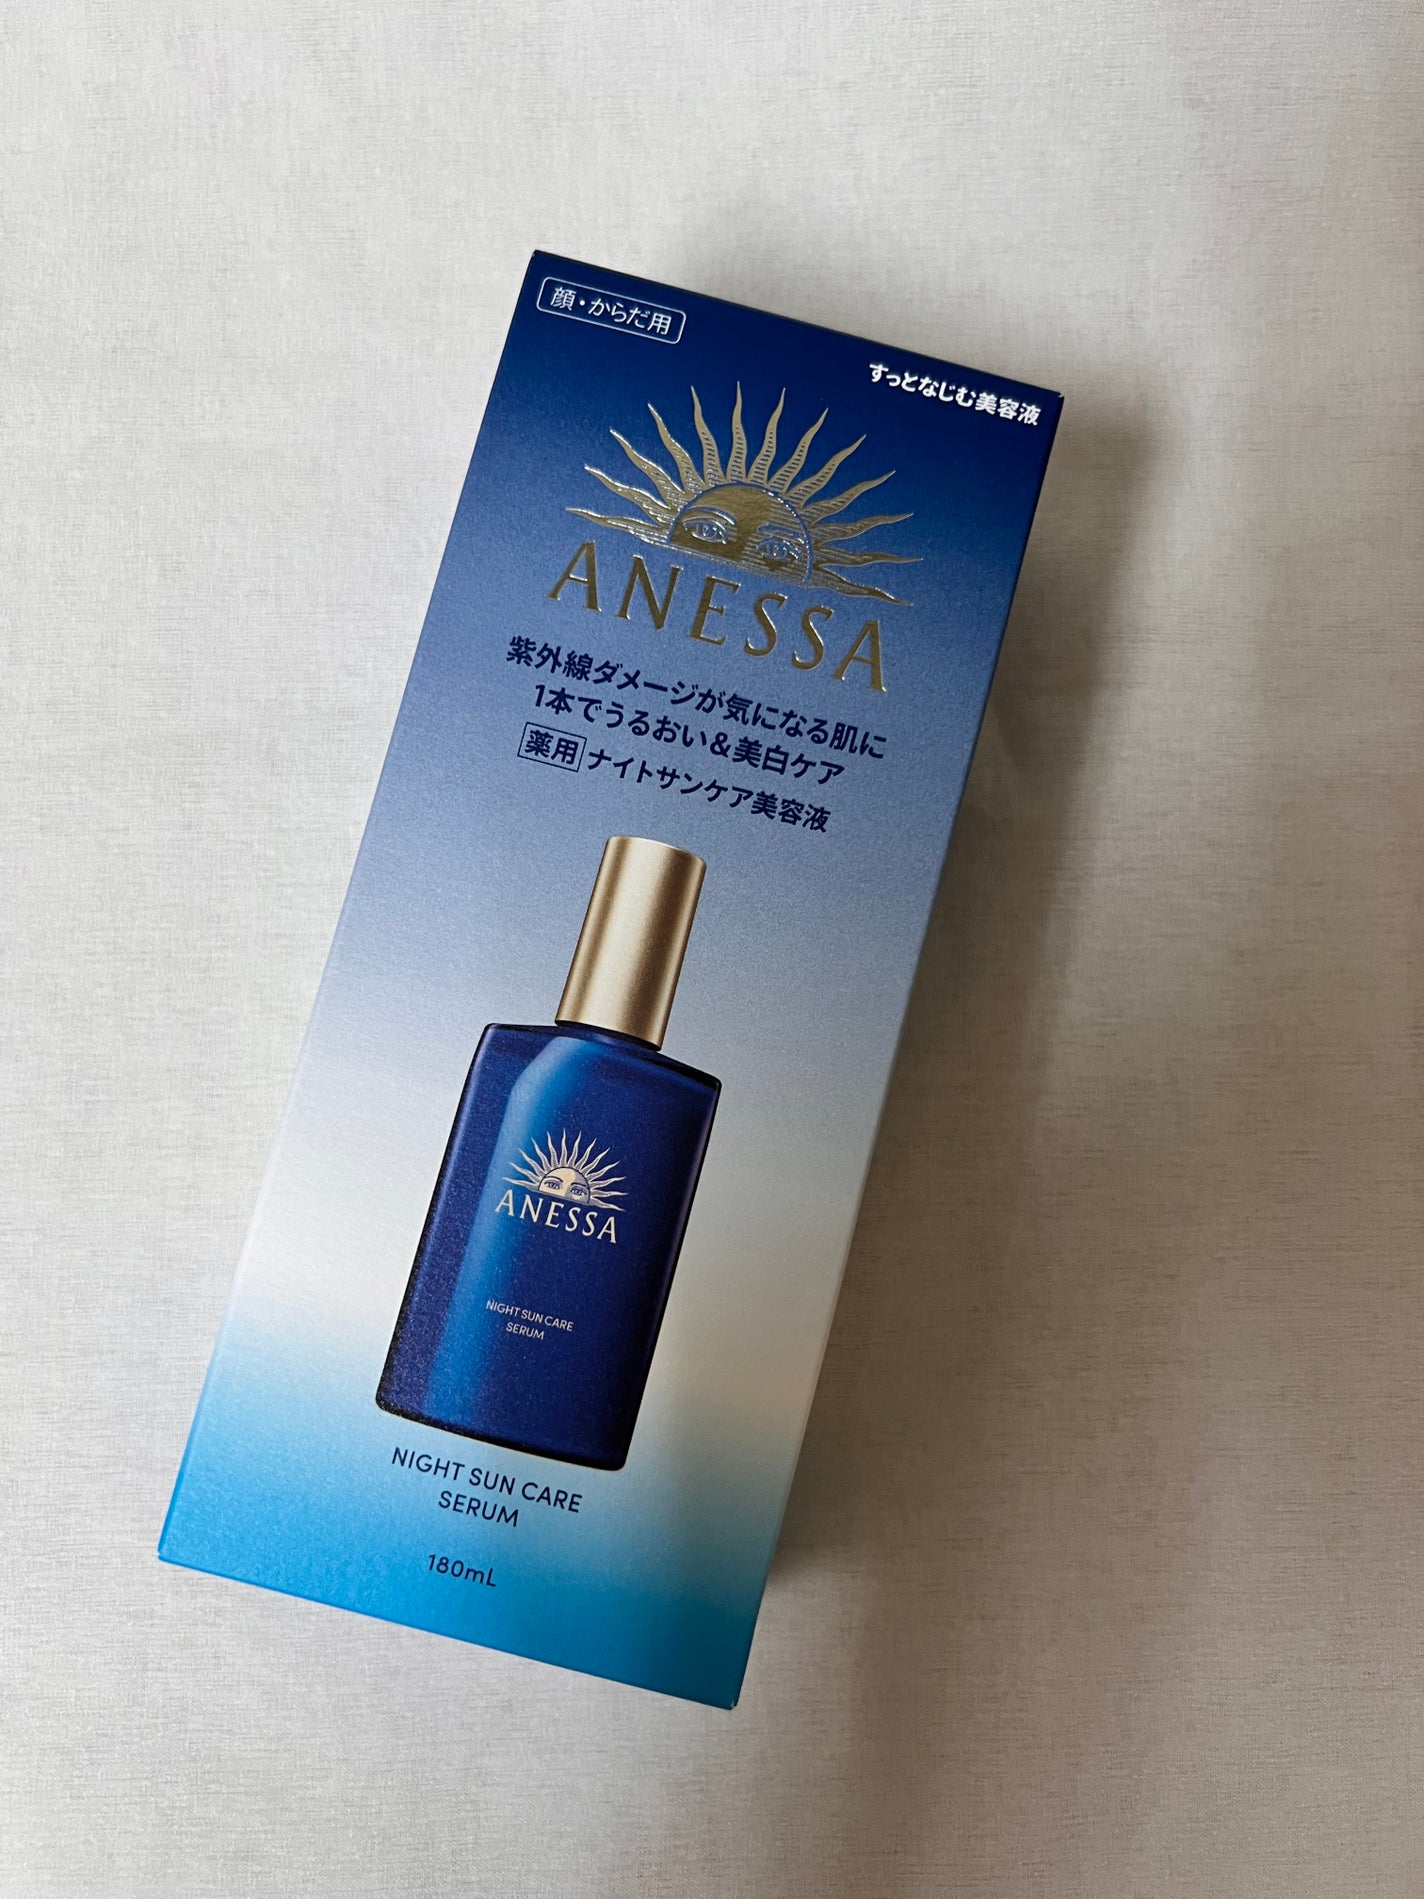 顔・からだ用
すっとなじむ美容液
ANESSA
紫外線ダメージが気になる肌に
1本でうるおい&美白ケア
薬用 ナイトサンケア美容液
ANESSA
NIGHT SUN CARE
SERUM
NIGHT SUN CARE
SERUM
180mL